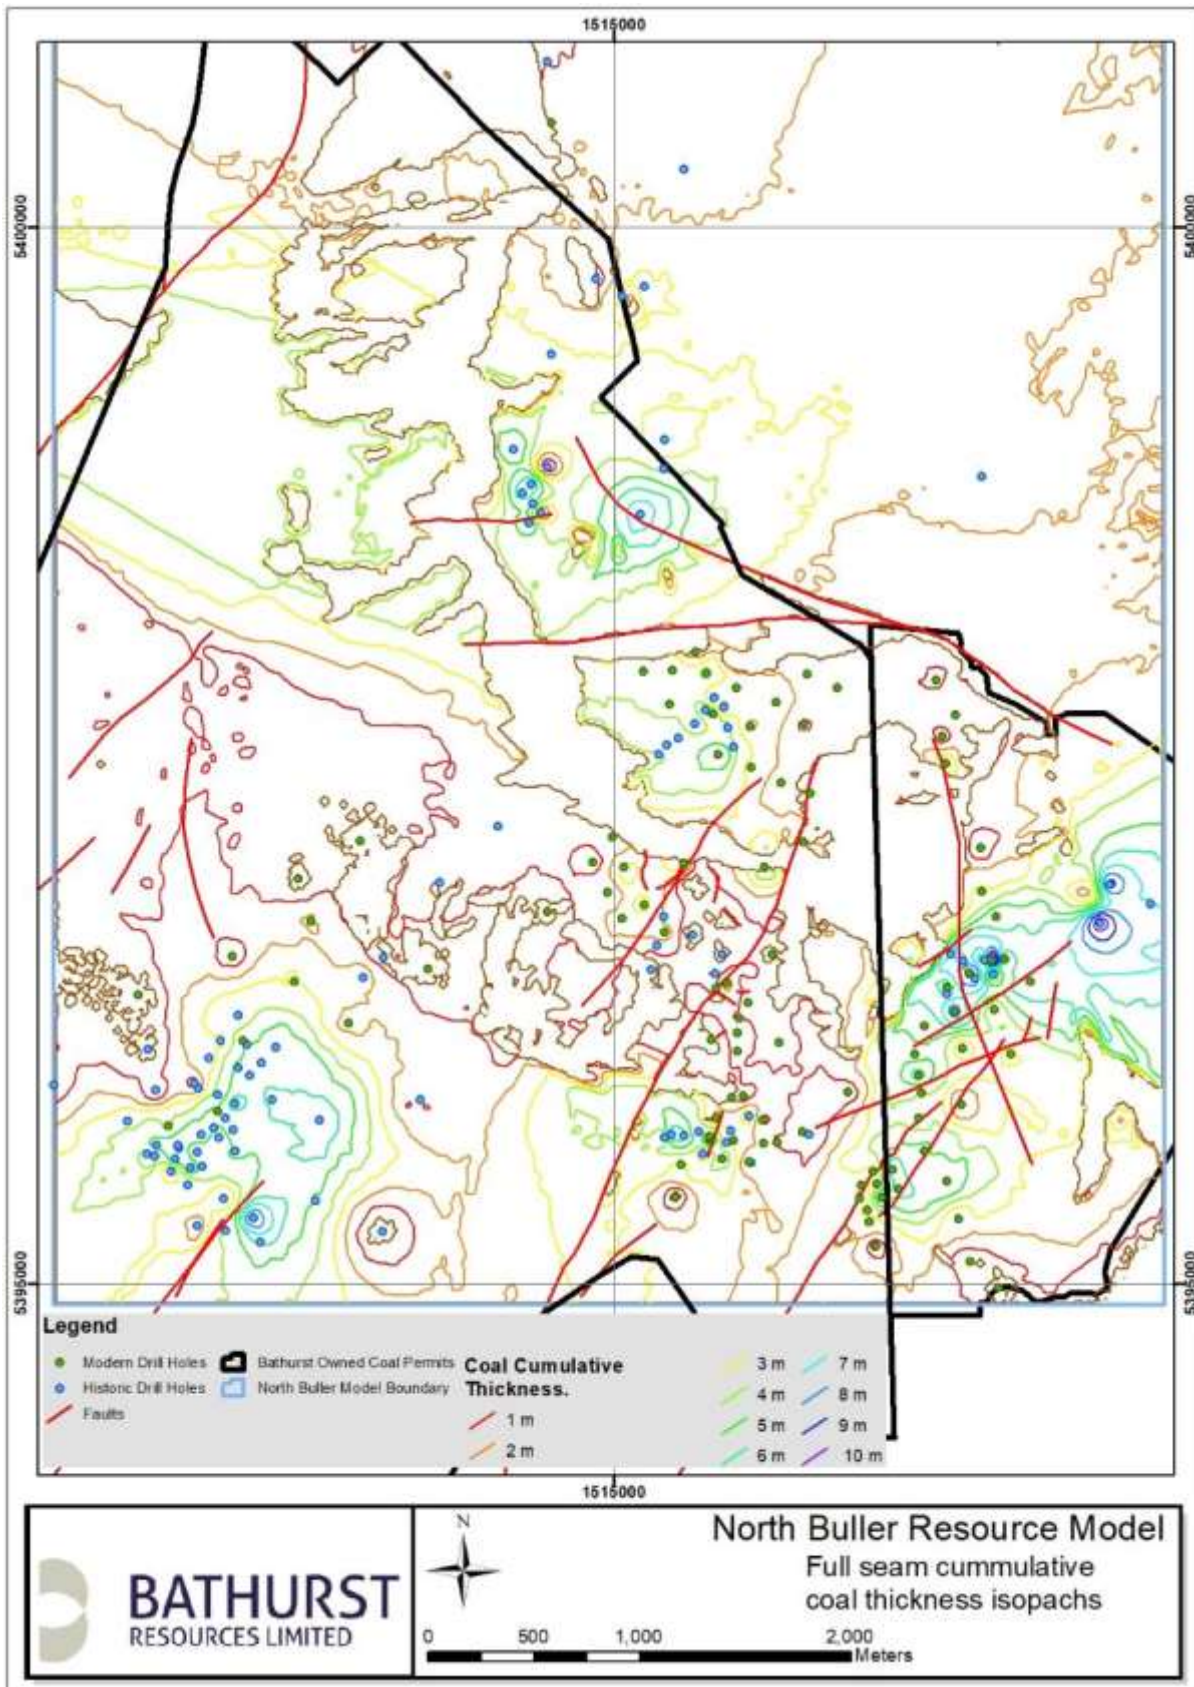 1515000
5400000
5400000
5395000
5395000
Legend
Modern Drill Holes
Historic Drill Holes
Faults
Bathurst Owned Coal Permits
North Buller Model Boundary
Coal Cumulative
Thickness.
1 m
2 m
3 m
4 m
5 m
6 m
7 m
8 m
9 m
10 m
1515000
BATHURST
RESOURCES LIMITED
N
North Buller Resource Model
Full seam cummulative
coal thickness isopachs
0 500 1,000 2,000
Meters